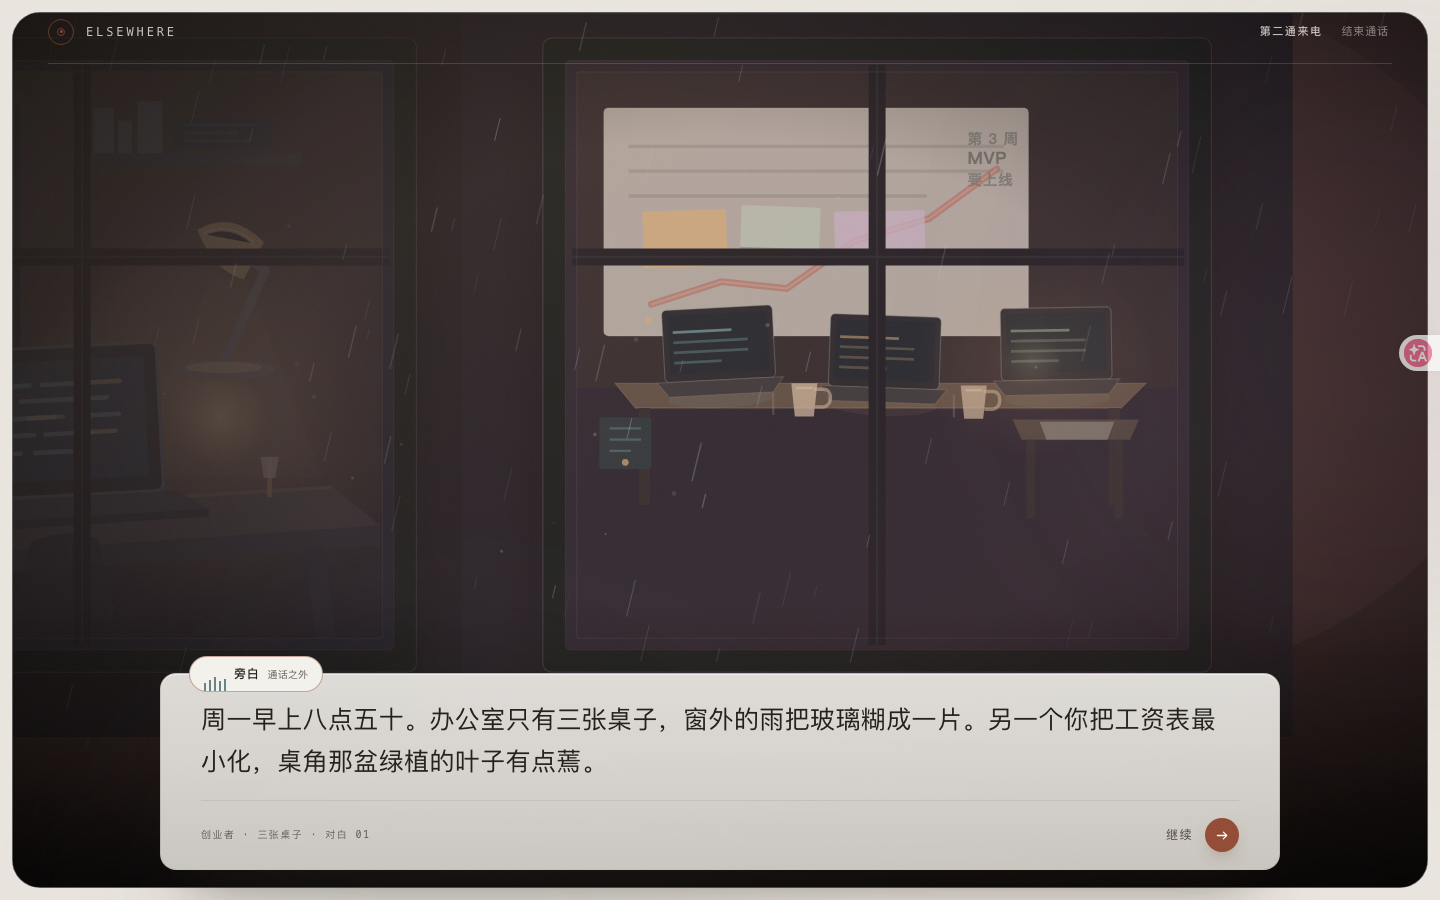 ELSEWHERE
第二通来电 结束通话
第 3 周
MVP
要上线
旁白 通话之外
周一早上八点五十。办公室只有三张桌子，窗外的雨把玻璃糊成一片。另一个你把工资表最
小化，桌角那盆绿植的叶子有点蔫。
创业者 · 三张桌子 · 对白 01
继续